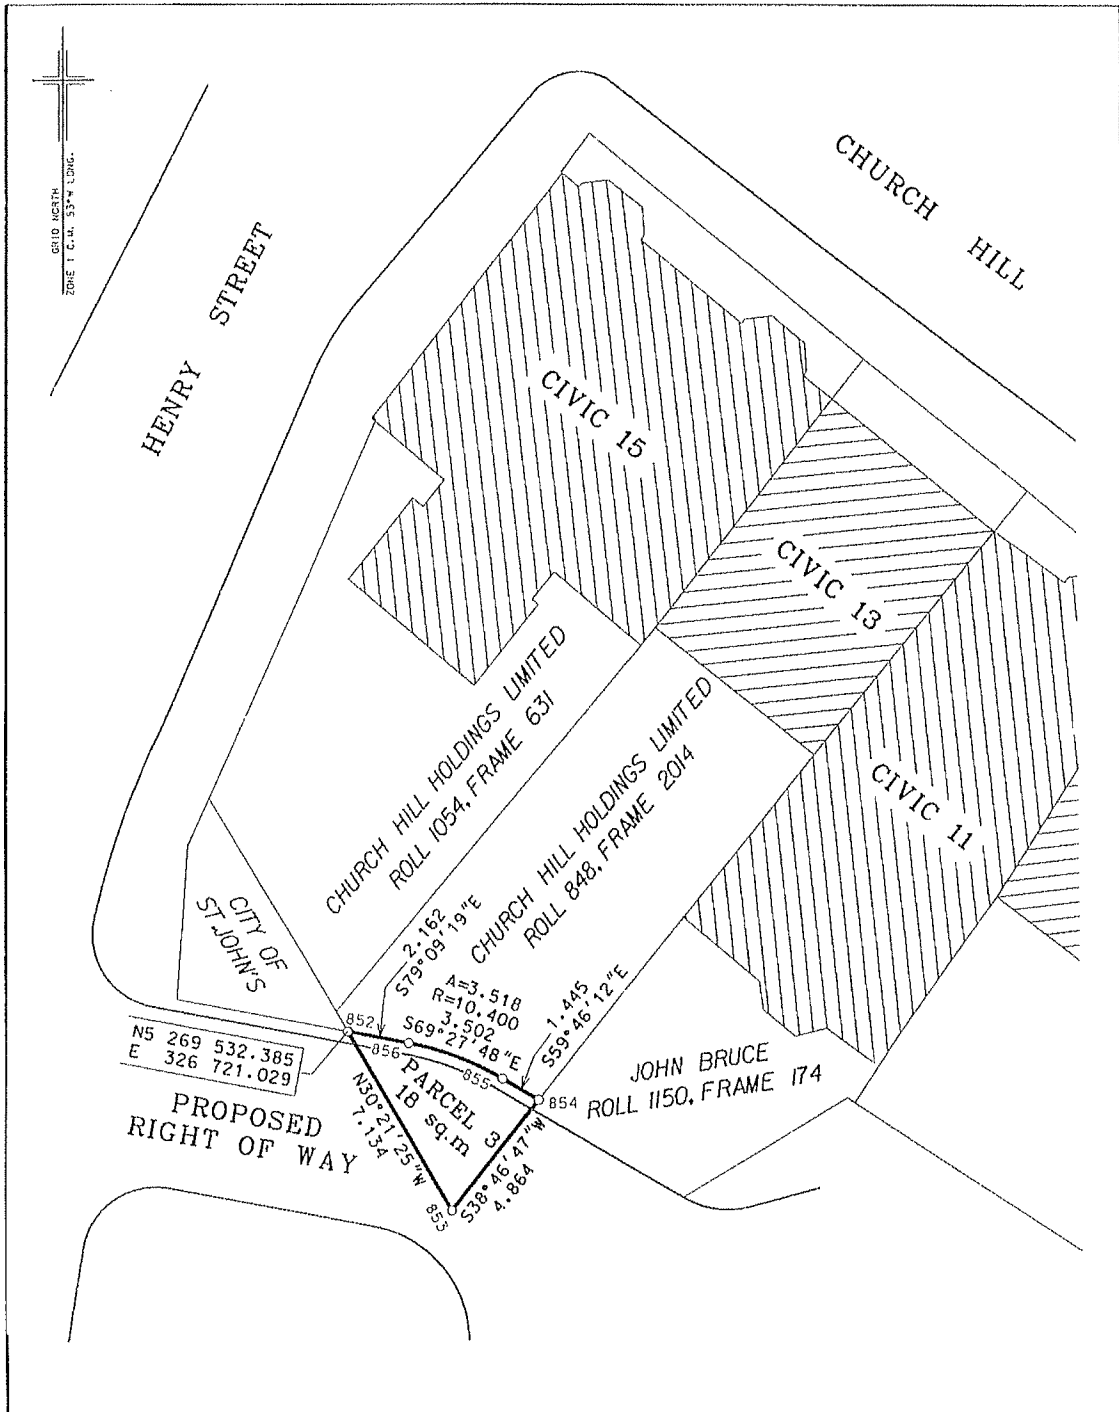 GRID NORTH
ZONE 1 C.M. 53°W LONG.
HENRY STREET
CHURCH HILL
CIVIC 15
CIVIC 13
CIVIC 11
CHURCH HILL HOLDINGS LIMITED
ROLL 1054, FRAME 631
CHURCH HILL HOLDINGS LIMITED
ROLL 848, FRAME 2014
CITY OF
ST.JOHN'S
2.162
S79°09'19"E
A=3.518
R=10.400
3.502
S69°27'48"E
1.445
S59°46'12"E
JOHN BRUCE
ROLL 1150, FRAME 174
852
856
855
854
853
N5 269 532.385
E 326 721.029
PROPOSED
RIGHT OF WAY
N30°21'25"W
7.134
PARCEL 3
18 sq.m
S38°46'47"W
4.864